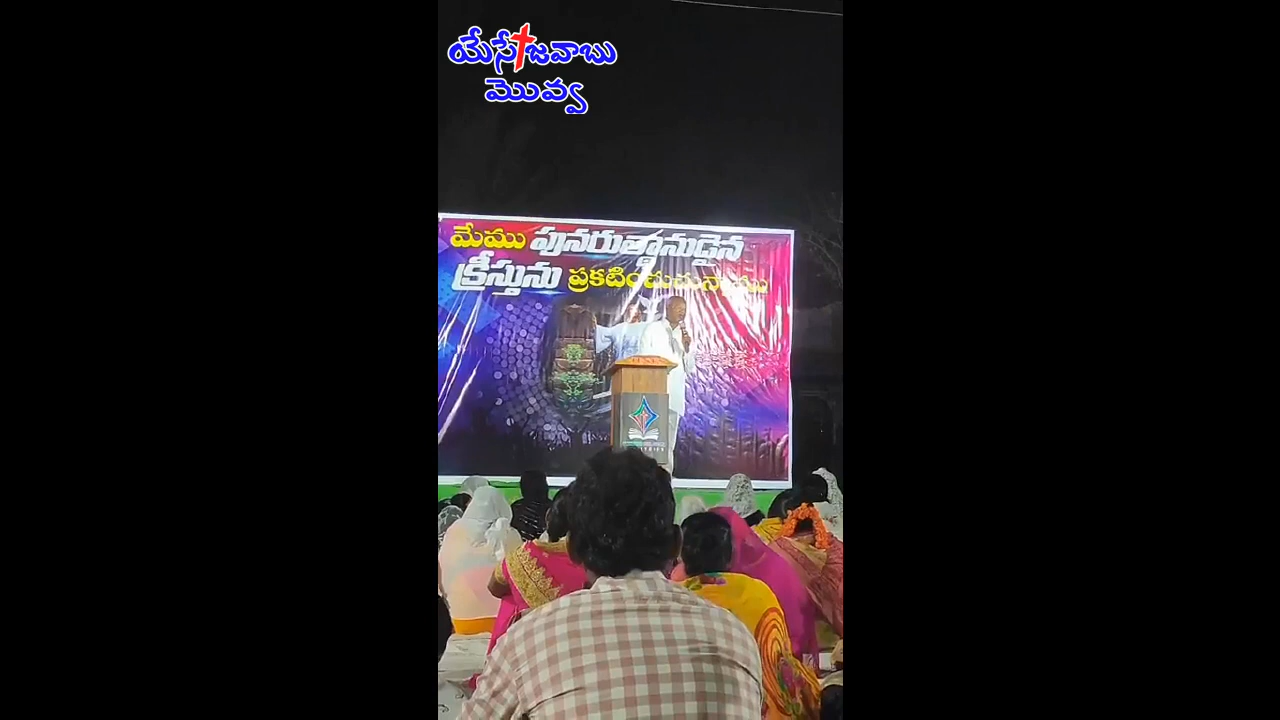 యేసే జవాబు
మొవ్వ
మేము పునరుత్థానుడైన
క్రీస్తును ప్రకటించుచున్నాము